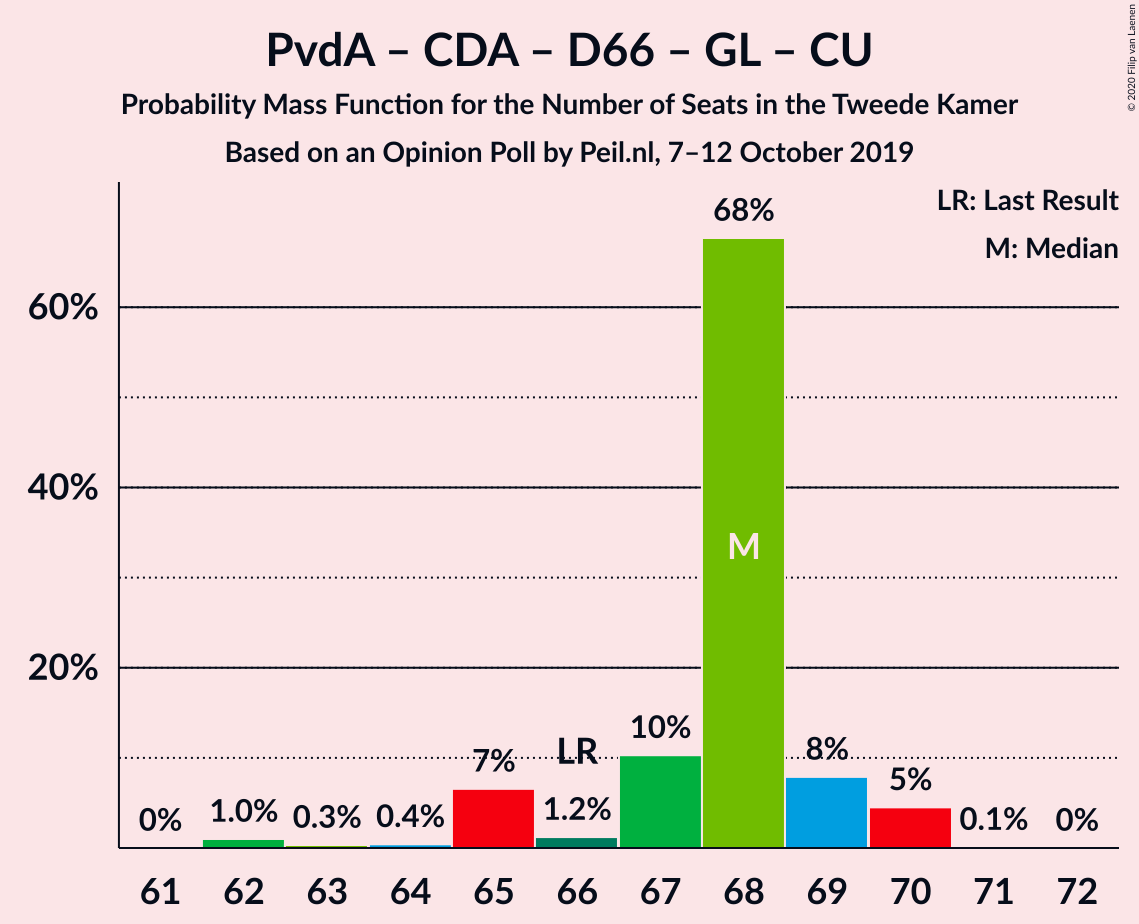 PvdA – CDA – D66 – GL – CU
Probability Mass Function for the Number of Seats in the Tweede Kamer
Based on an Opinion Poll by Peil.nl, 7–12 October 2019
© 2020 Filip van Laenen
LR: Last Result
M: Median
60%
40%
20%
0%
1.0%
0.3%
0.4%
7%
LR
1.2%
10%
68%
M
8%
5%
0.1%
0%
61 62 63 64 65 66 67 68 69 70 71 72